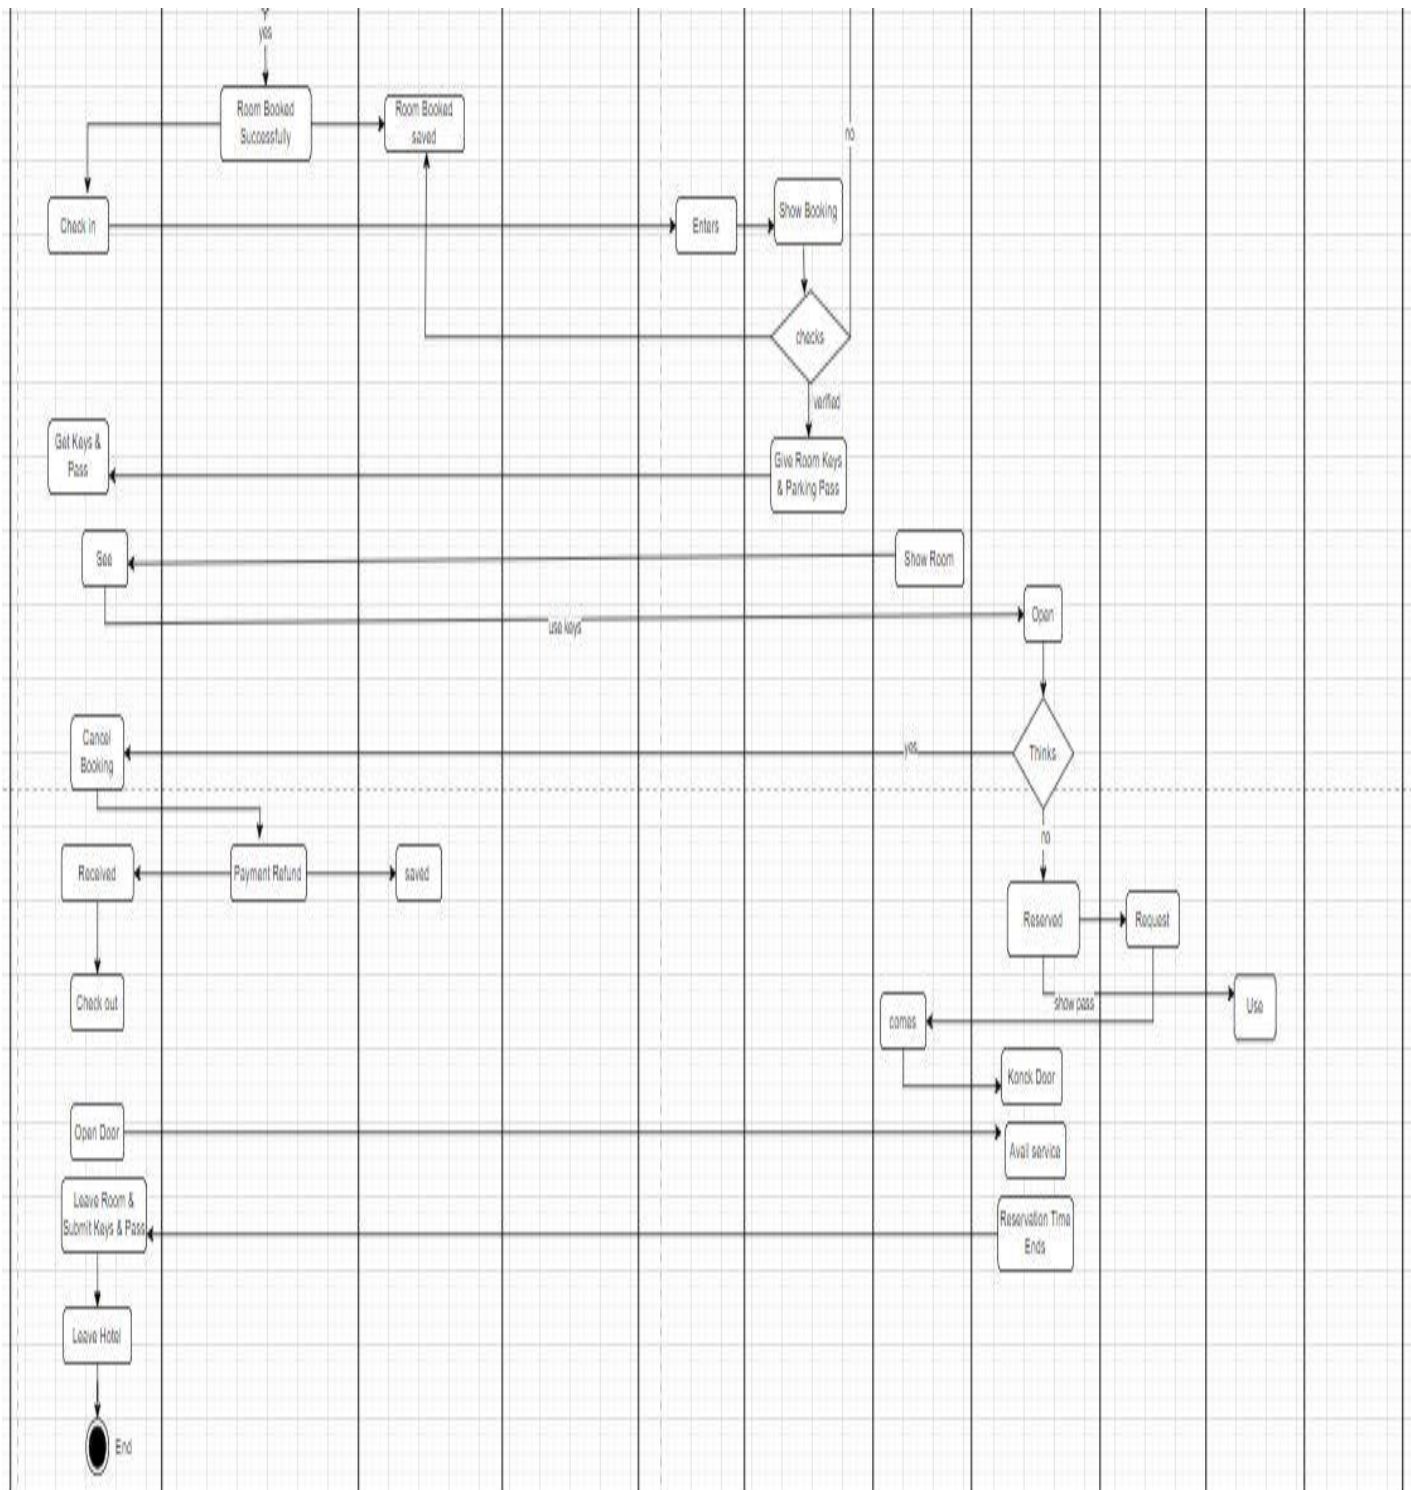 yes
Room Booked
Successfully
Room Booked
saved
no
Check in
Enters
Show Booking
checks
verified
Get Keys &
Pass
Give Room Keys
& Parking Pass
See
Show Room
Open
use keys
Cancel
Booking
yes
Thinks
no
Received
Payment Refund
saved
Reserved
Request
Check out
show pass
Use
comes
Konck Door
Open Door
Avail service
Leave Room &
Submit Keys & Pass
Reservation Time
Ends
Leave Hotel
End